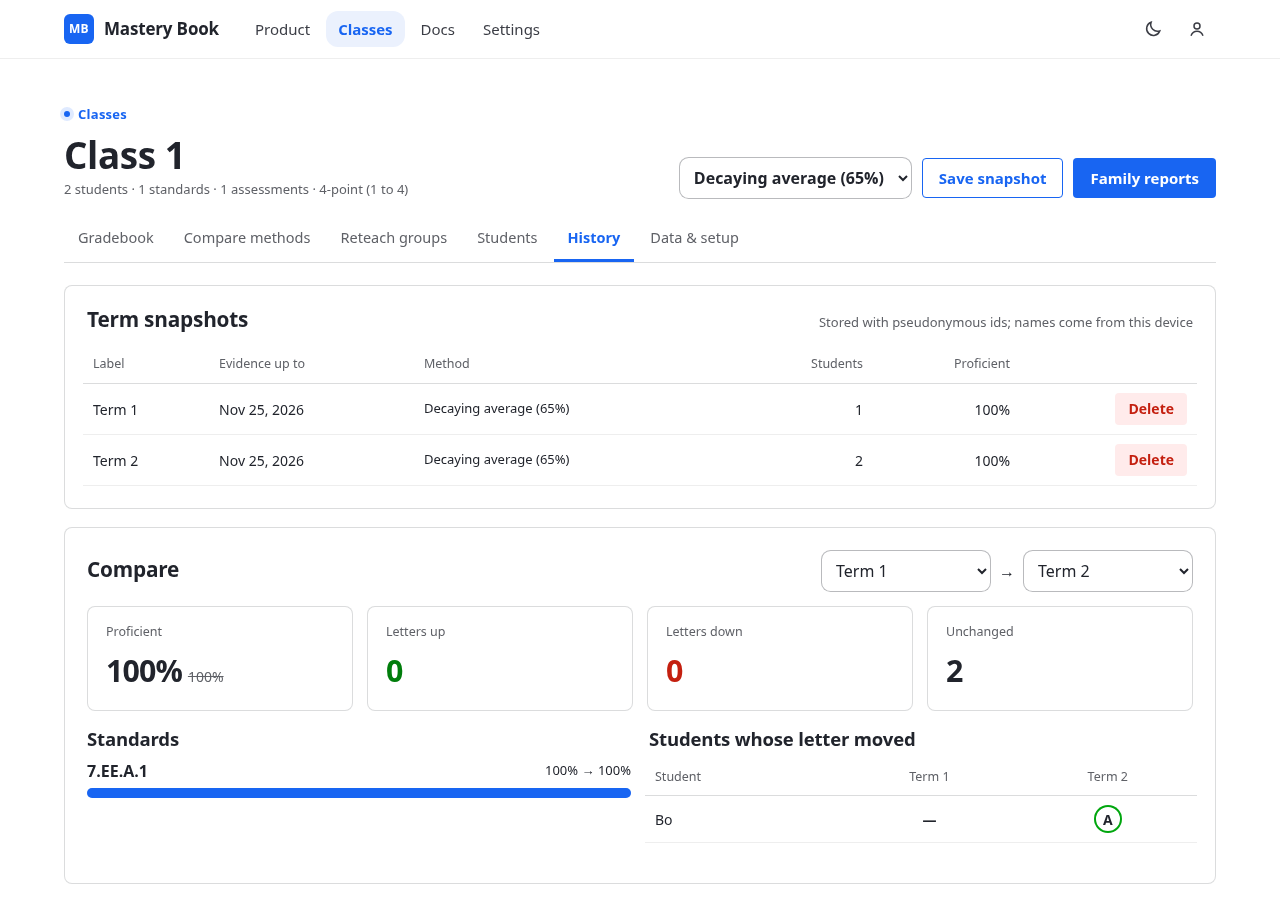 MB Mastery Book Product Classes Docs Settings
Classes
Class 1
2 students · 1 standards · 1 assessments · 4-point (1 to 4)
Decaying average (65%) Save snapshot Family reports
Gradebook Compare methods Reteach groups Students History Data & setup
Term snapshots Stored with pseudonymous ids; names come from this device
Label Evidence up to Method Students Proficient
Term 1 Nov 25, 2026 Decaying average (65%) 1 100% Delete
Term 2 Nov 25, 2026 Decaying average (65%) 2 100% Delete
Compare Term 1 → Term 2
Proficient Letters up Letters down Unchanged
100% 100% 0 0 2
Standards Students whose letter moved
7.EE.A.1 100% → 100%
Student Term 1 Term 2
Bo — A